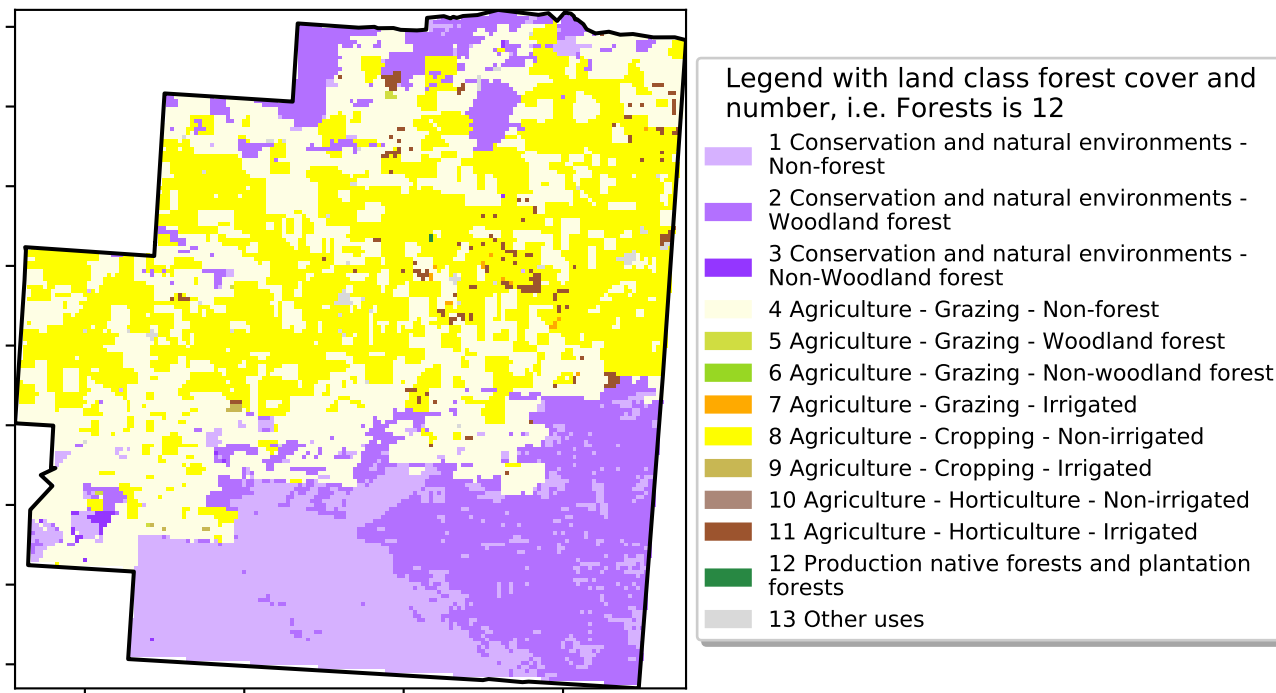 Legend with land class forest cover and
number, i.e. Forests is 12
1 Conservation and natural environments -
Non-forest
2 Conservation and natural environments -
Woodland forest
3 Conservation and natural environments -
Non-Woodland forest
4 Agriculture - Grazing - Non-forest
5 Agriculture - Grazing - Woodland forest
6 Agriculture - Grazing - Non-woodland forest
7 Agriculture - Grazing - Irrigated
8 Agriculture - Cropping - Non-irrigated
9 Agriculture - Cropping - Irrigated
10 Agriculture - Horticulture - Non-irrigated
11 Agriculture - Horticulture - Irrigated
12 Production native forests and plantation
forests
13 Other uses